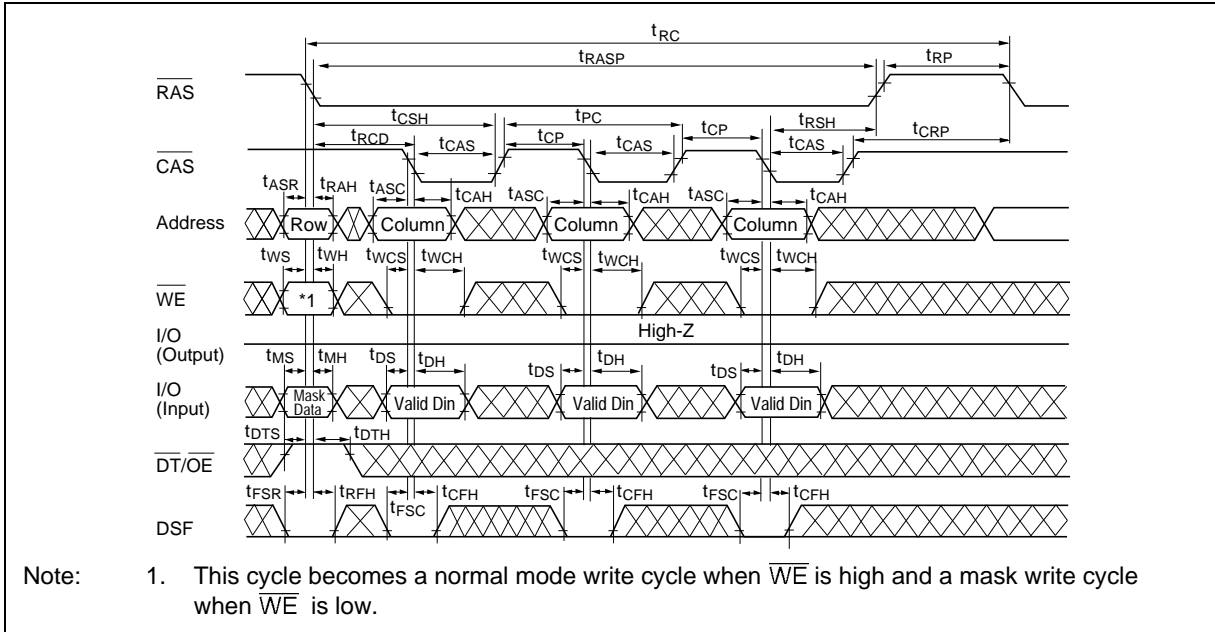 tRC
tRASP tRP
RAS
tCSH tPC tRSH
tRCD tCAS tCP tCAS tCP tCAS tCRP
CAS
tASR tRAH tASC tCAH tASC tCAH tASC tCAH
Address Row Column Column Column
tWS tWH tWCS tWCH tWCS tWCH tWCS tWCH
WE *1
I/O (Output) High-Z
tMS tMH tDS tDH tDS tDH tDS tDH
I/O (Input) Mask Data Valid Din Valid Din Valid Din
tDTS tDTH
DT/OE
tFSR tRFH tFSC tCFH tFSC tCFH tFSC tCFH
DSF
Note: 1. This cycle becomes a normal mode write cycle when WE is high and a mask write cycle
when WE is low.